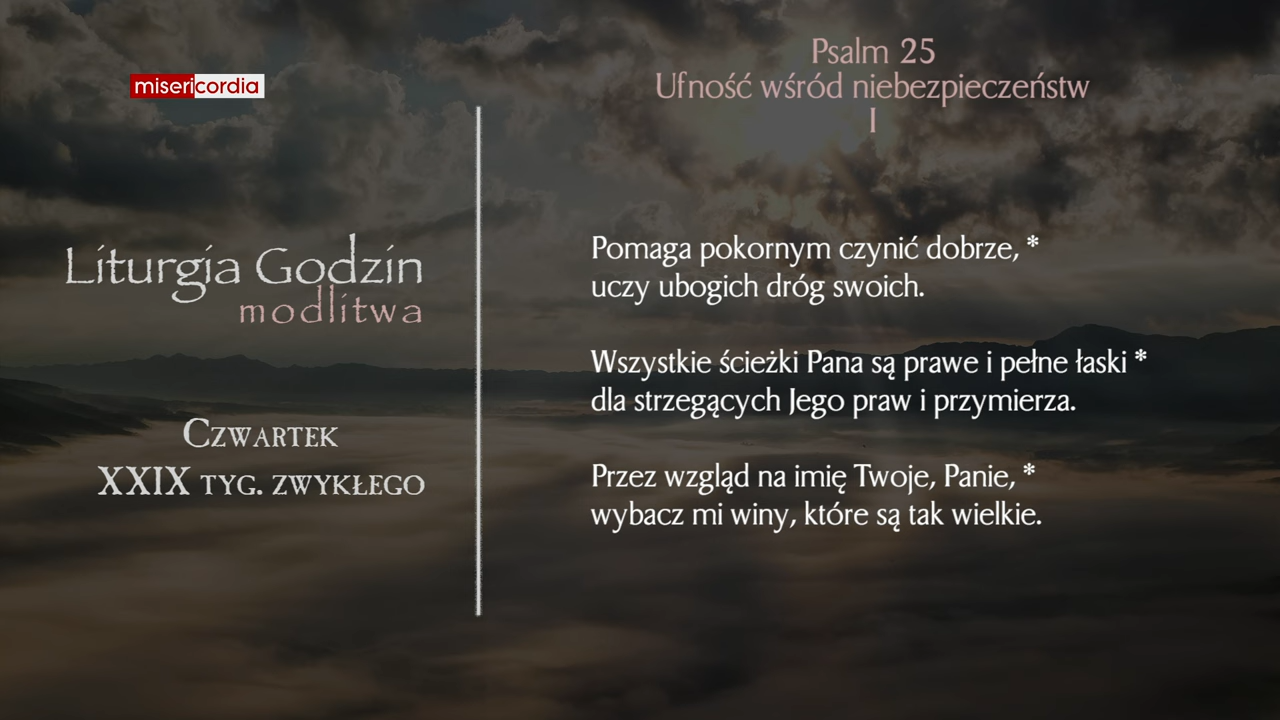 misericordia
Liturgia Godzin
modlitwa
Czwartek
XXIX tyg. zwykłego
Psalm 25
Ufność wśród niebezpieczeństw
I
Pomaga pokornym czynić dobrze, *
uczy ubogich dróg swoich.
Wszystkie ścieżki Pana są prawe i pełne łaski *
dla strzegących Jego praw i przymierza.
Przez wzgląd na imię Twoje, Panie, *
wybacz mi winy, które są tak wielkie.